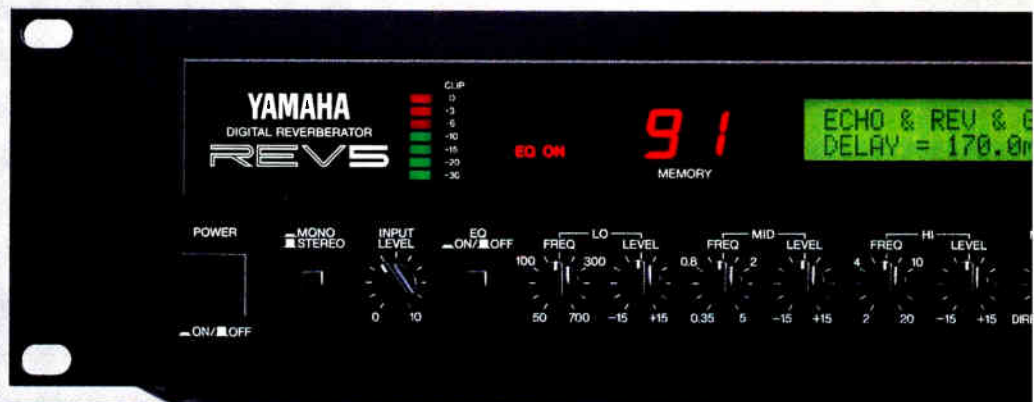 YAMAHA
DIGITAL REVERBERATOR
REV5
CLIP
0
-3
-6
-10
-15
-20
-30
EQ ON
91
MEMORY
ECHO & REV & G
DELAY = 170.0m
POWER
ON/OFF
MONO
STEREO
INPUT
LEVEL
0 10
EQ
ON/OFF
LO
FREQ LEVEL
100 300
50 700 -15 +15
MID
FREQ LEVEL
0.8 2
0.35 5 -15 +15
HI
FREQ LEVEL
4 10
2 20 -15 +15
DIRE